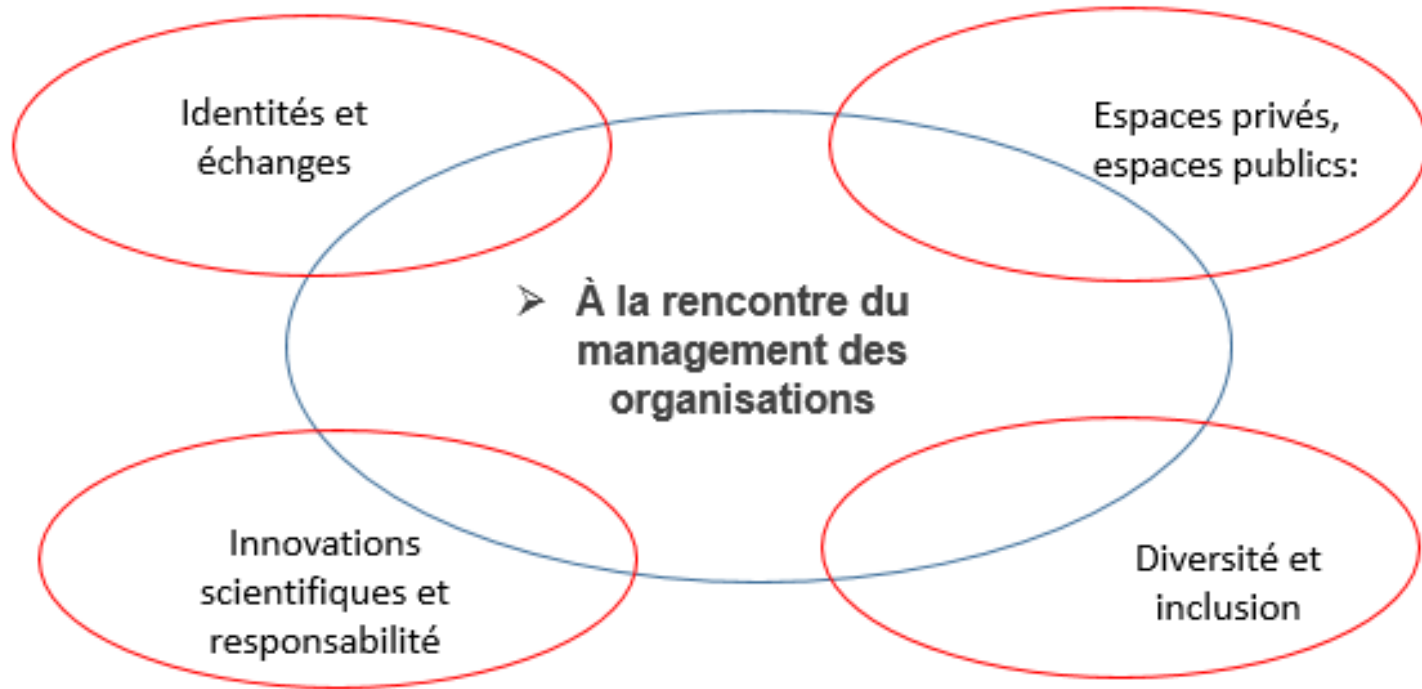 Identités et
échanges
Espaces privés,
espaces publics:
➢ À la rencontre du
management des
organisations
Innovations
scientifiques et
responsabilité
Diversité et
inclusion